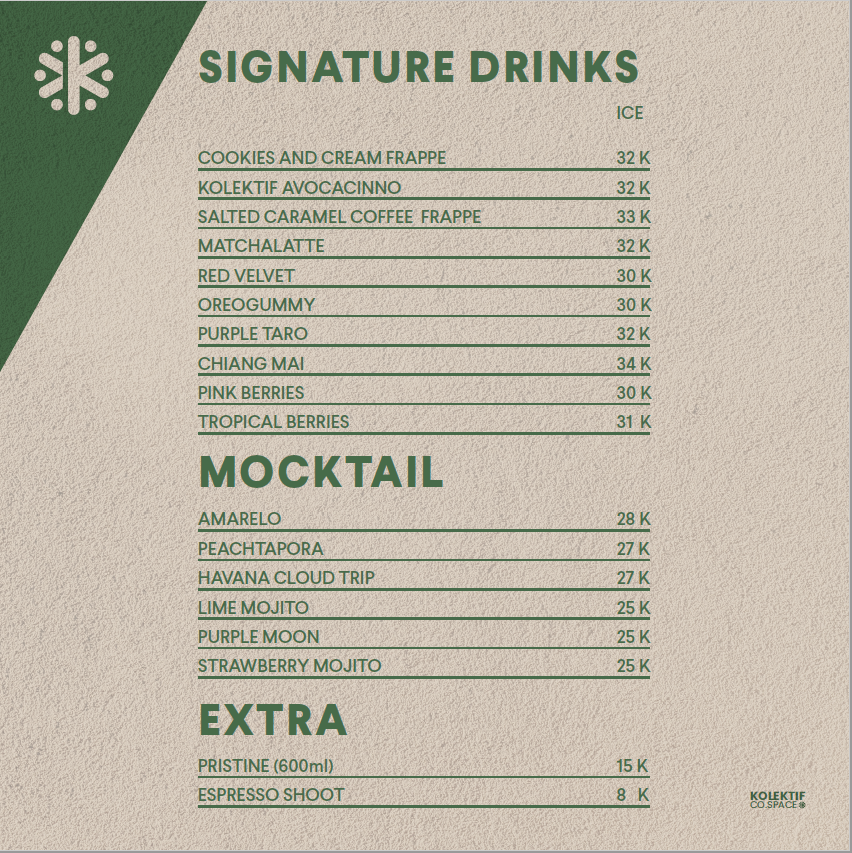 SIGNATURE DRINKS
ICE
COOKIES AND CREAM FRAPPE 32 K
KOLEKTIF AVOCACINNO 32 K
SALTED CARAMEL COFFEE FRAPPE 33 K
MATCHALATTE 32 K
RED VELVET 30 K
OREOGUMMY 30 K
PURPLE TARO 32 K
CHIANG MAI 34 K
PINK BERRIES 30 K
TROPICAL BERRIES 31 K
MOCKTAIL
AMARELO 28 K
PEACHTAPORA 27 K
HAVANA CLOUD TRIP 27 K
LIME MOJITO 25 K
PURPLE MOON 25 K
STRAWBERRY MOJITO 25 K
EXTRA
PRISTINE (600ml) 15 K
ESPRESSO SHOOT 8 K
KOLEKTIF
CO.SPACE